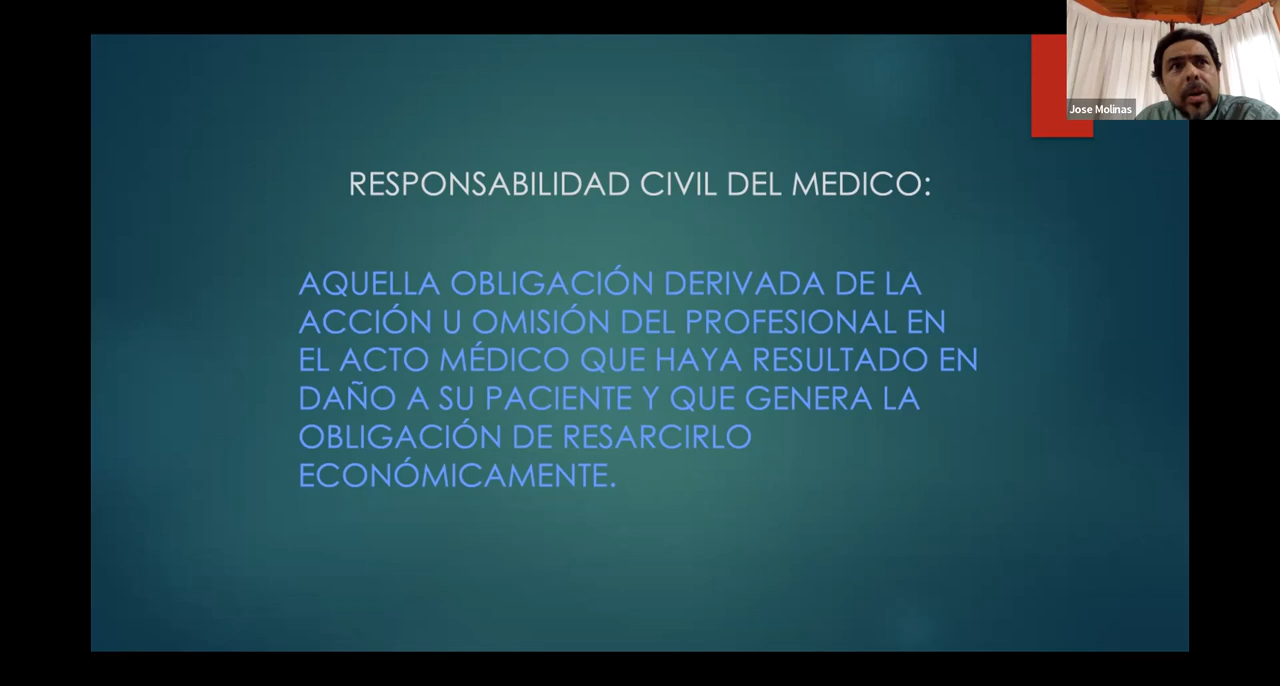 Jose Molinas
RESPONSABILIDAD CIVIL DEL MEDICO:
AQUELLA OBLIGACIÓN DERIVADA DE LA
ACCIÓN U OMISIÓN DEL PROFESIONAL EN
EL ACTO MÉDICO QUE HAYA RESULTADO EN
DAÑO A SU PACIENTE Y QUE GENERA LA
OBLIGACIÓN DE RESARCIRLO
ECONÓMICAMENTE.